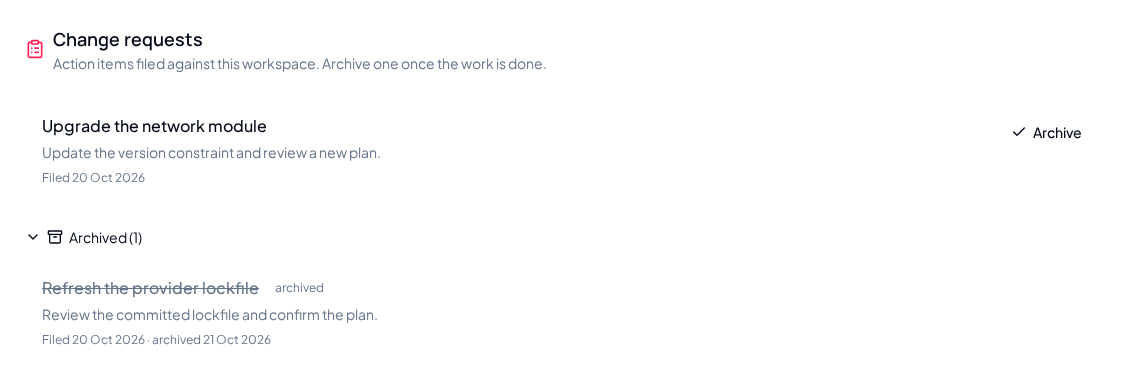 Change requests
Action items filed against this workspace. Archive one once the work is done.
Upgrade the network module
Archive
Update the version constraint and review a new plan.
Filed 20 Oct 2026
Archived (1)
Refresh the provider lockfile archived
Review the committed lockfile and confirm the plan.
Filed 20 Oct 2026 · archived 21 Oct 2026